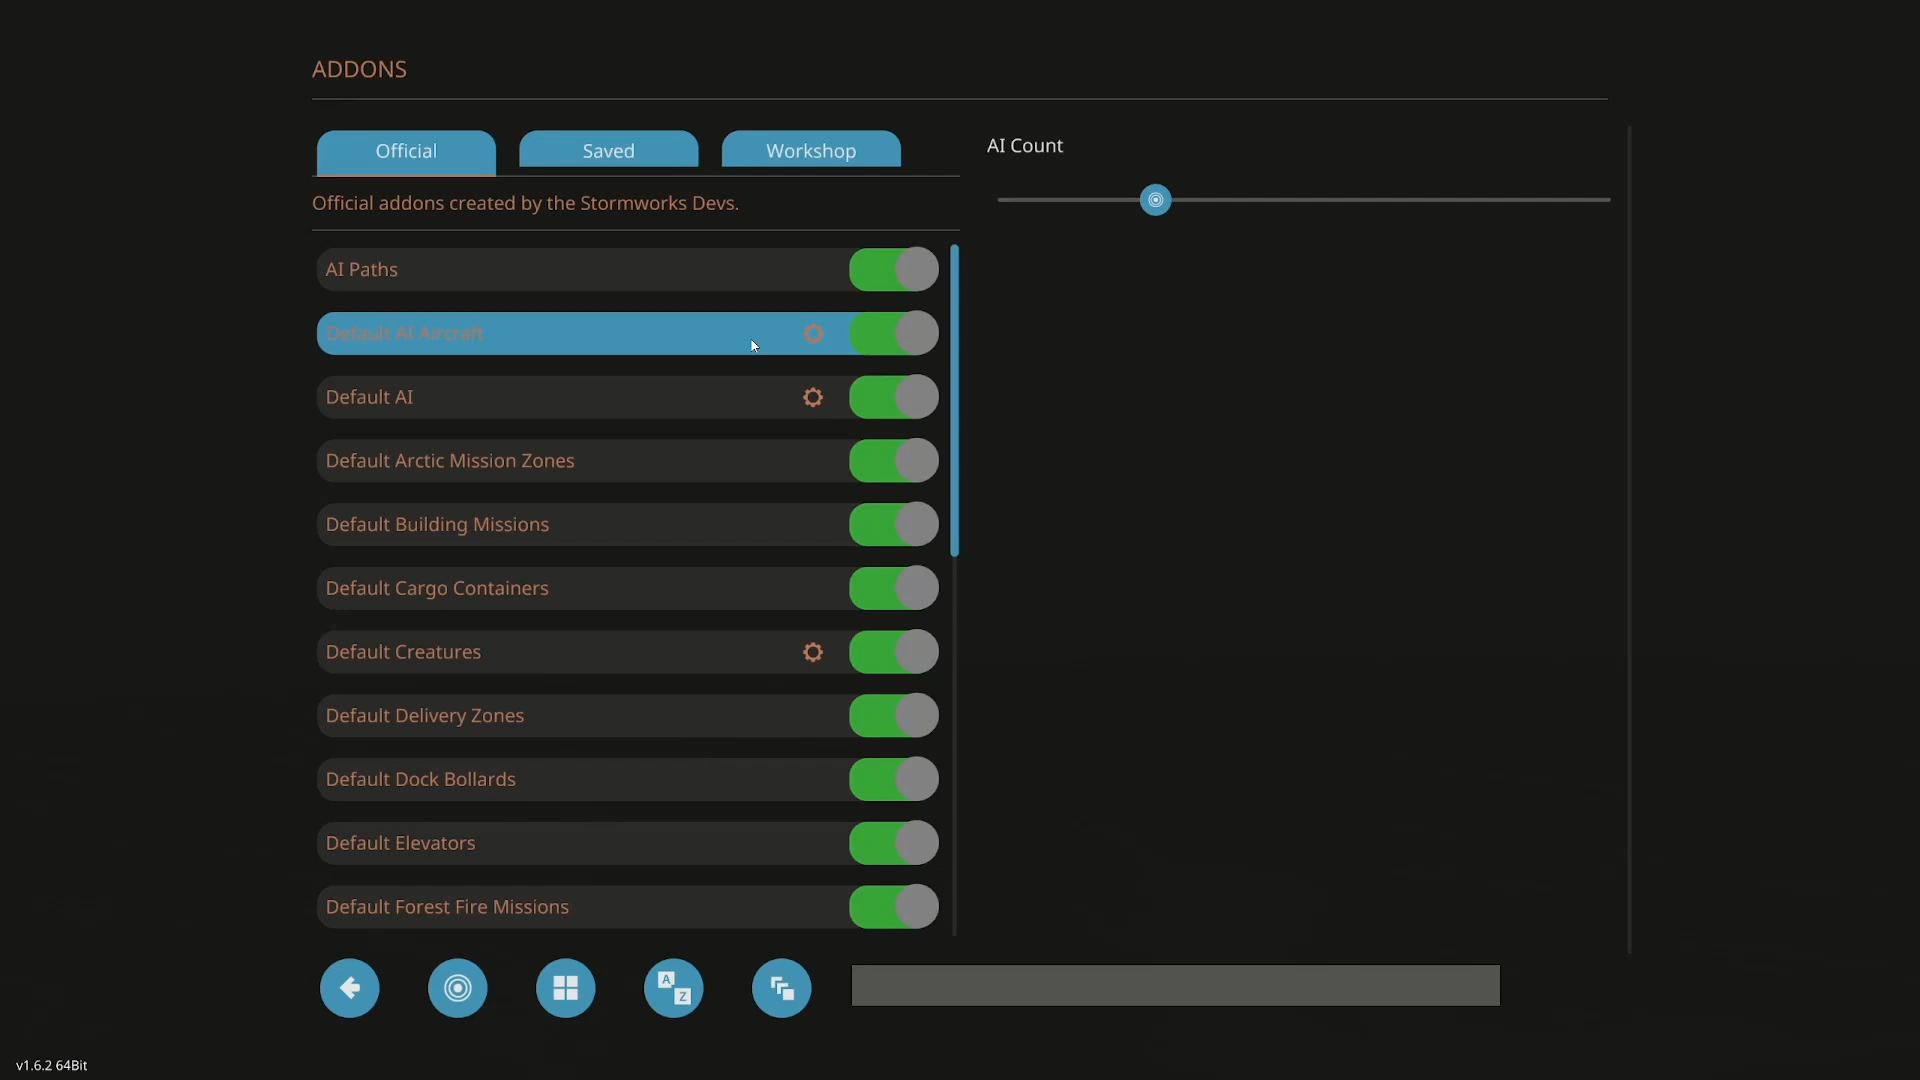 ADDONS
Official
Saved
Workshop
Official addons created by the Stormworks Devs.
AI Paths
Default AI Aircraft
Default AI
Default Arctic Mission Zones
Default Building Missions
Default Cargo Containers
Default Creatures
Default Delivery Zones
Default Dock Bollards
Default Elevators
Default Forest Fire Missions
AI Count
A
Z
v1.6.2 64Bit